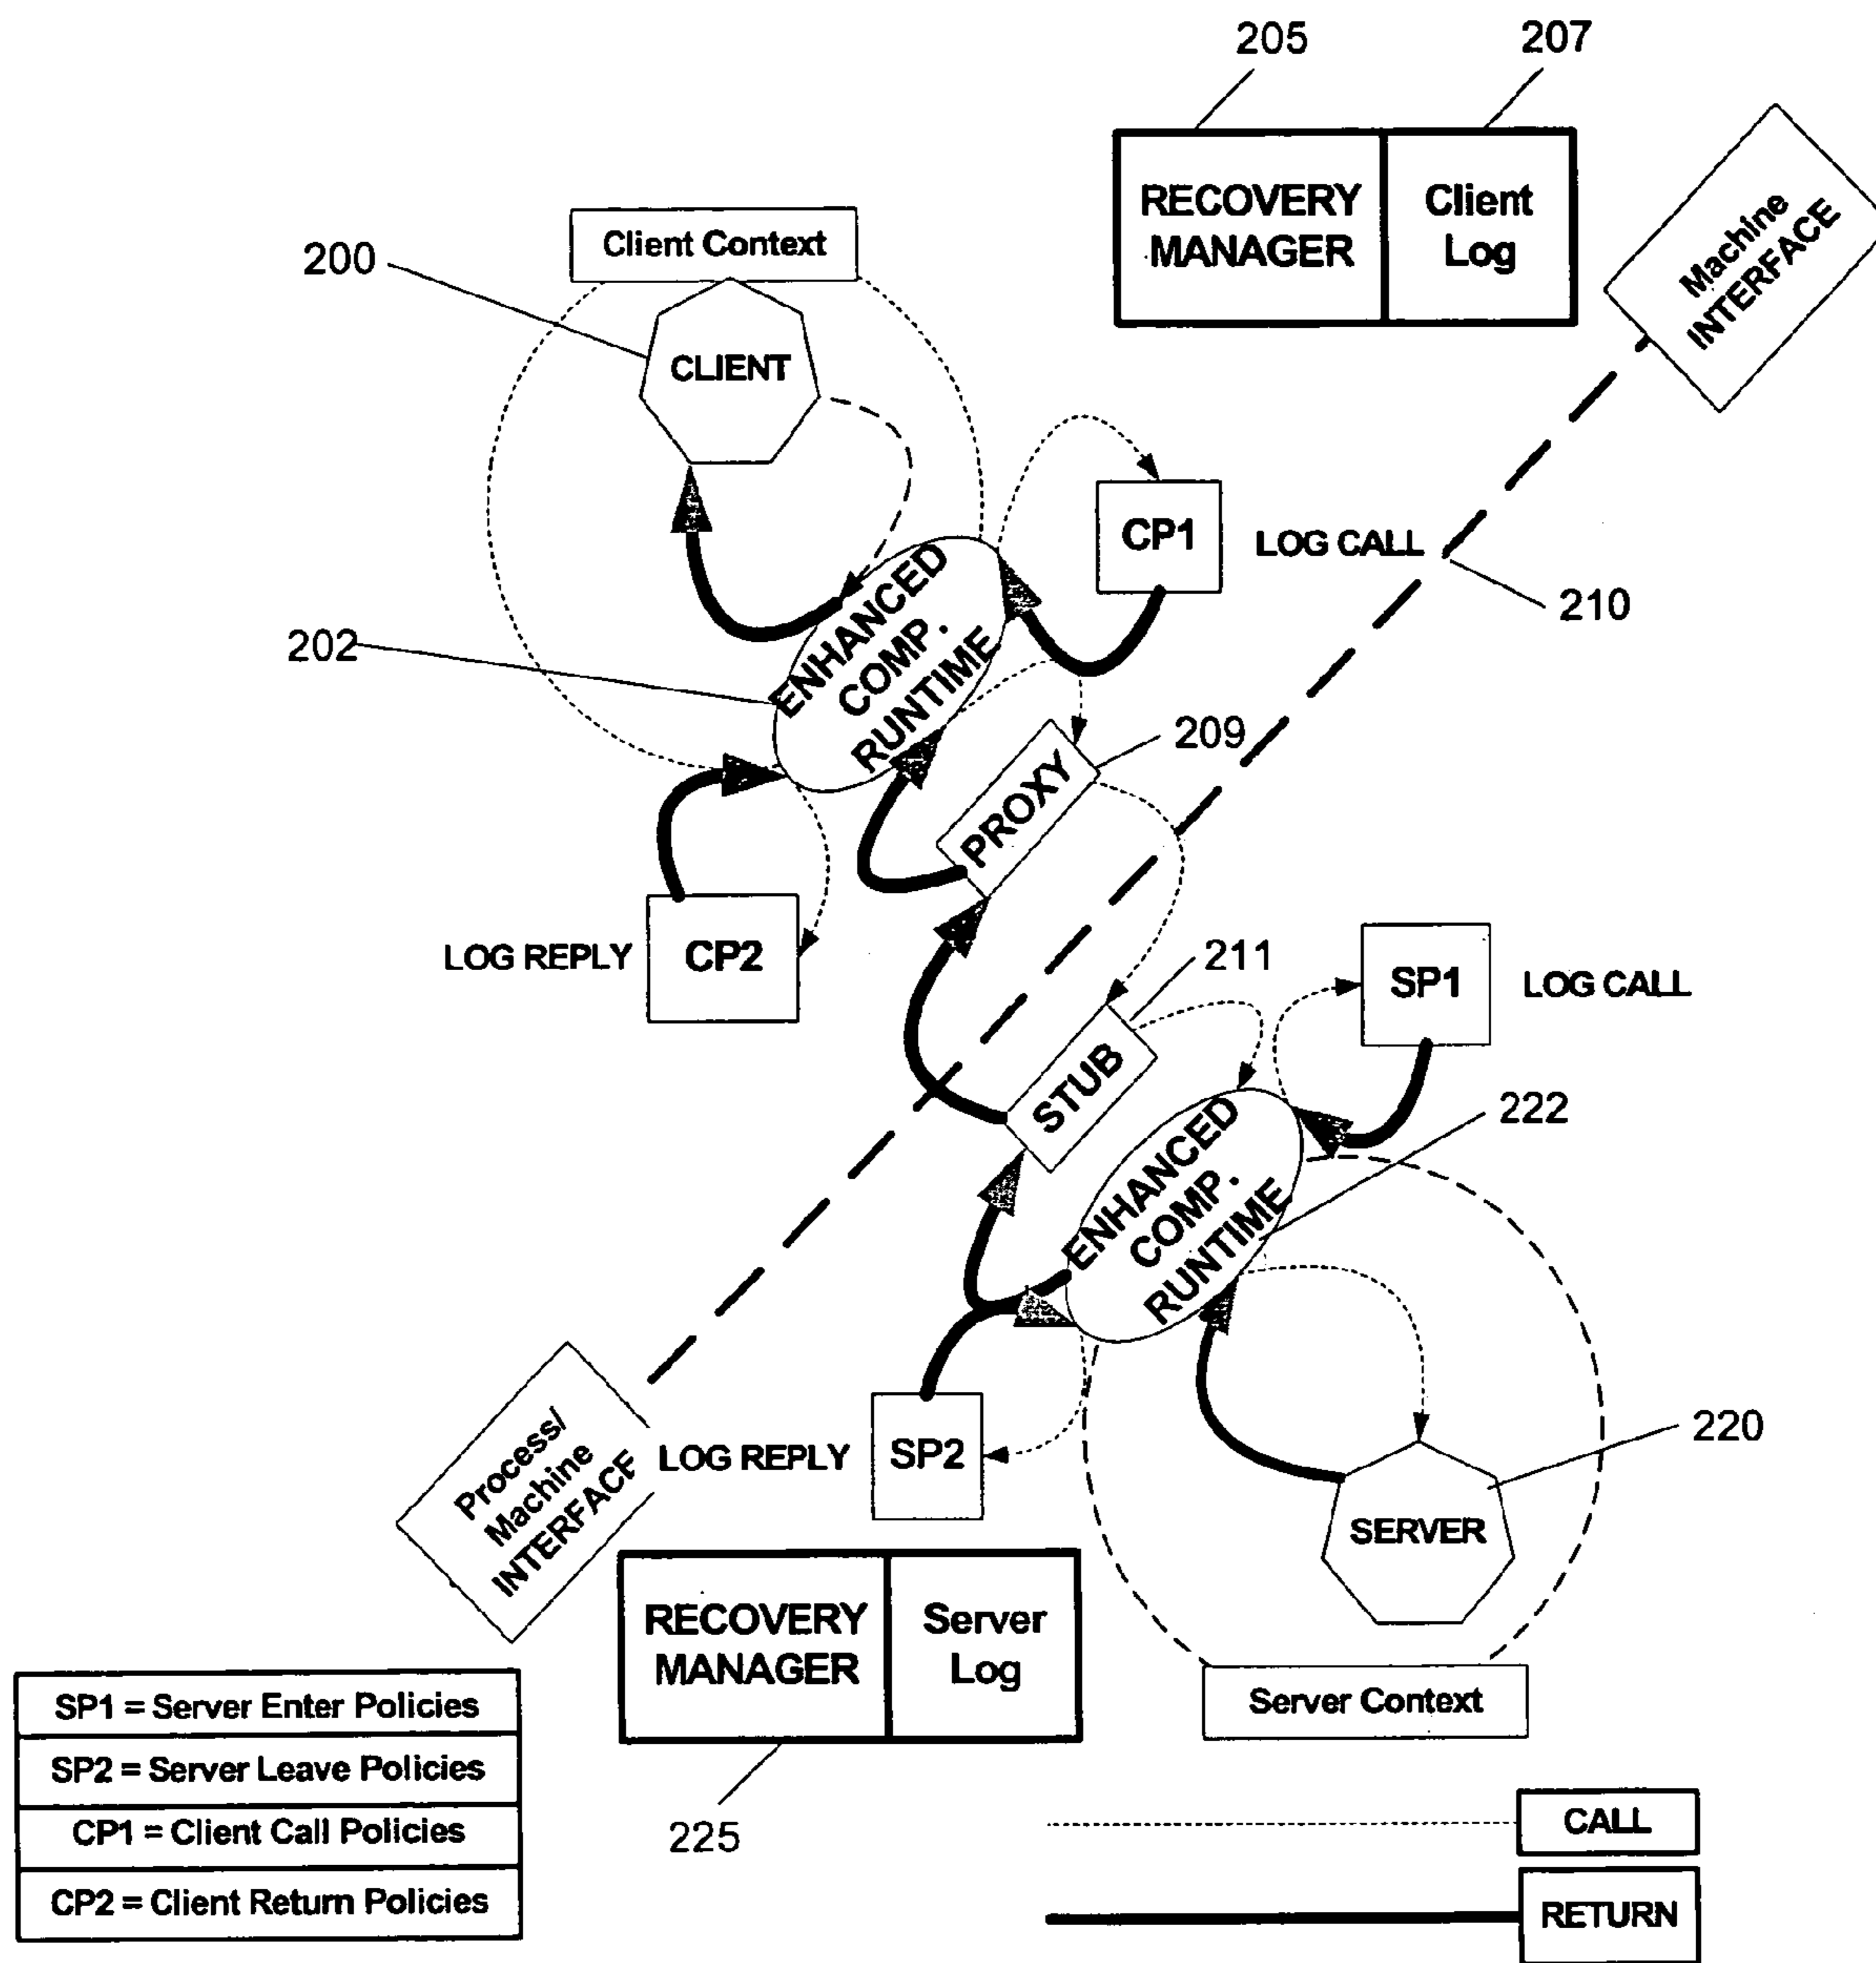 205
207
RECOVERY
MANAGER
Client
Log
Machine
INTERFACE
Client Context
200
CLIENT
CP1
LOG CALL
210
ENHANCED
COMP.
RUNTIME
202
209
PROXY
LOG REPLY
CP2
211
SP1
LOG CALL
STUB
222
ENHANCED
COMP.
RUNTIME
220
Process/
Machine
INTERFACE
LOG REPLY
SP2
SERVER
RECOVERY
MANAGER
Server
Log
Server Context
225
SP1 = Server Enter Policies
SP2 = Server Leave Policies
CP1 = Client Call Policies
CP2 = Client Return Policies
CALL
RETURN